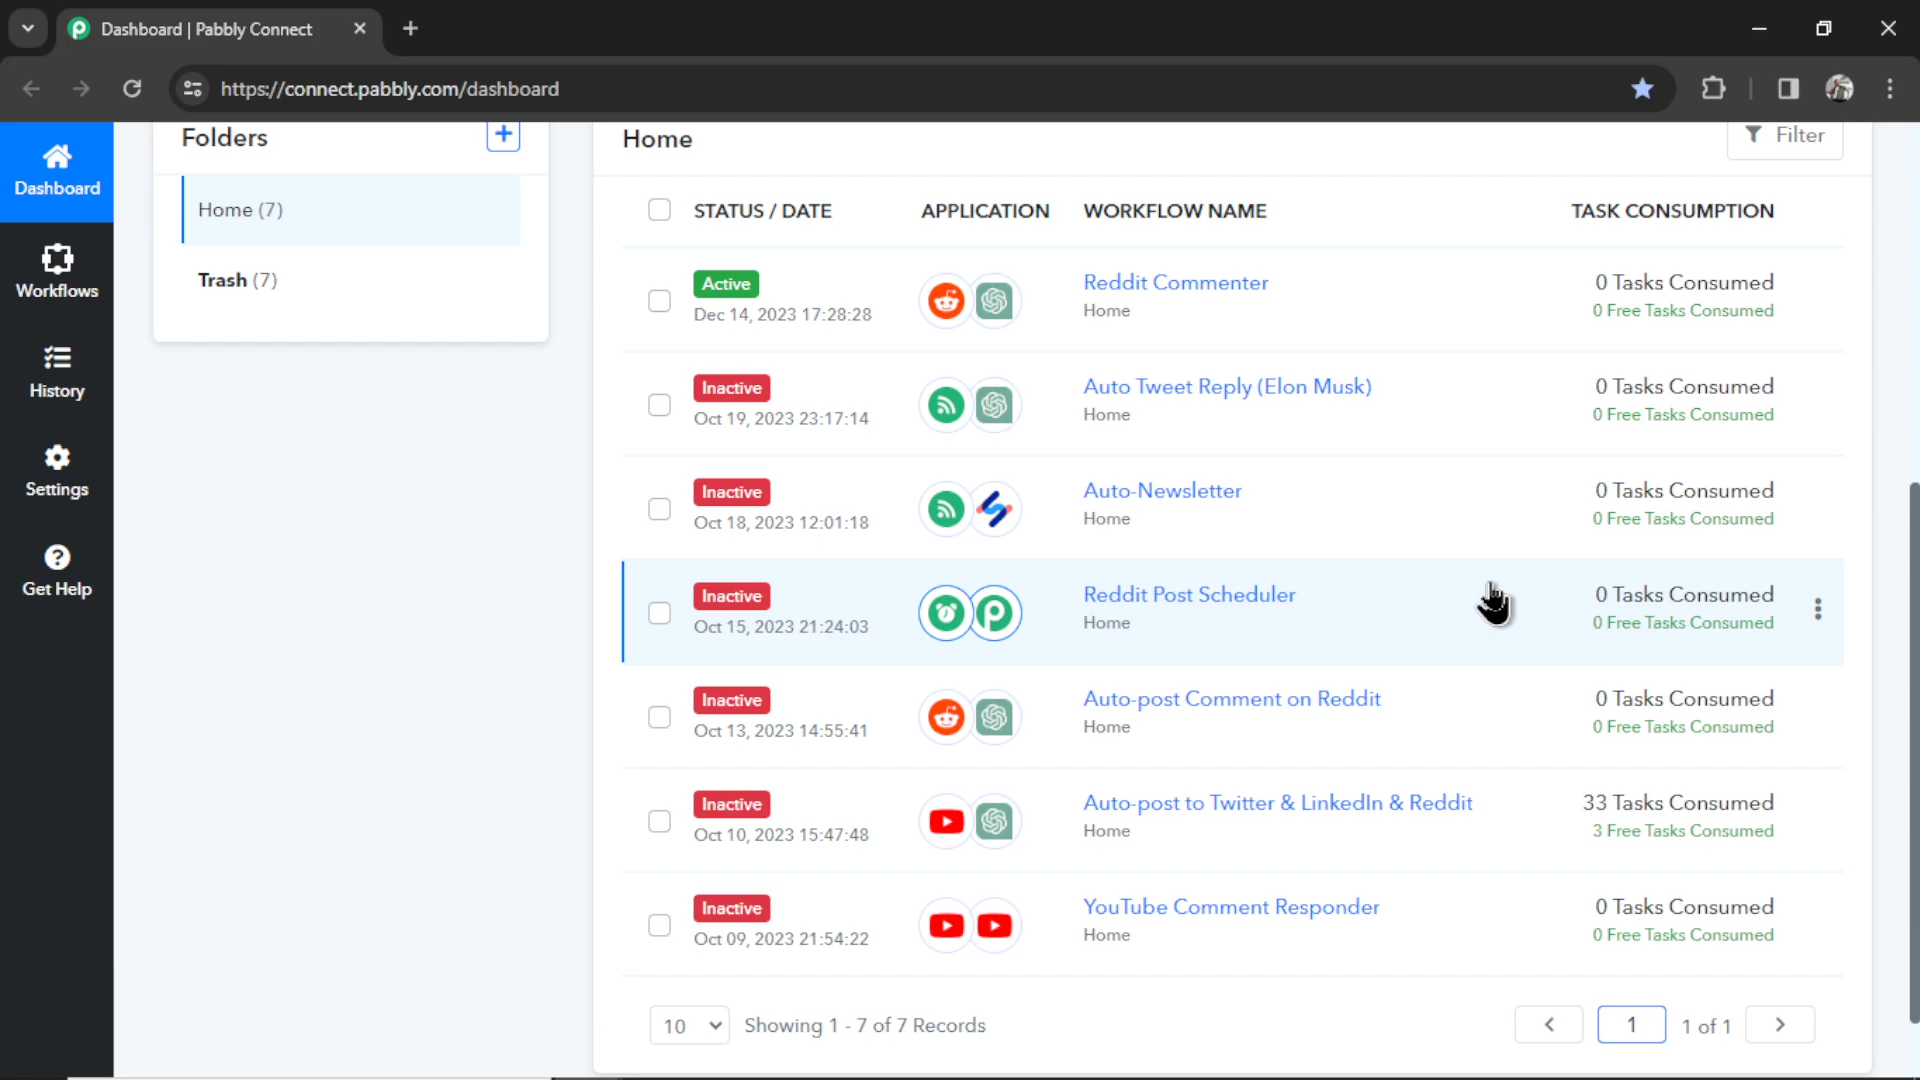 Dashboard | Pabbly Connect
https://connect.pabbly.com/dashboard
Dashboard
Workflows
History
Settings
Get Help
Folders
Home (7)
Trash (7)
Home
Filter
STATUS / DATE APPLICATION WORKFLOW NAME TASK CONSUMPTION
Active Reddit Commenter 0 Tasks Consumed
Dec 14, 2023 17:28:28 Home 0 Free Tasks Consumed
Inactive Auto Tweet Reply (Elon Musk) 0 Tasks Consumed
Oct 19, 2023 23:17:14 Home 0 Free Tasks Consumed
Inactive Auto-Newsletter 0 Tasks Consumed
Oct 18, 2023 12:01:18 Home 0 Free Tasks Consumed
Inactive Reddit Post Scheduler 0 Tasks Consumed
Oct 15, 2023 21:24:03 Home 0 Free Tasks Consumed
Inactive Auto-post Comment on Reddit 0 Tasks Consumed
Oct 13, 2023 14:55:41 Home 0 Free Tasks Consumed
Inactive Auto-post to Twitter & LinkedIn & Reddit 33 Tasks Consumed
Oct 10, 2023 15:47:48 Home 3 Free Tasks Consumed
Inactive YouTube Comment Responder 0 Tasks Consumed
Oct 09, 2023 21:54:22 Home 0 Free Tasks Consumed
10 Showing 1 - 7 of 7 Records 1 1 of 1